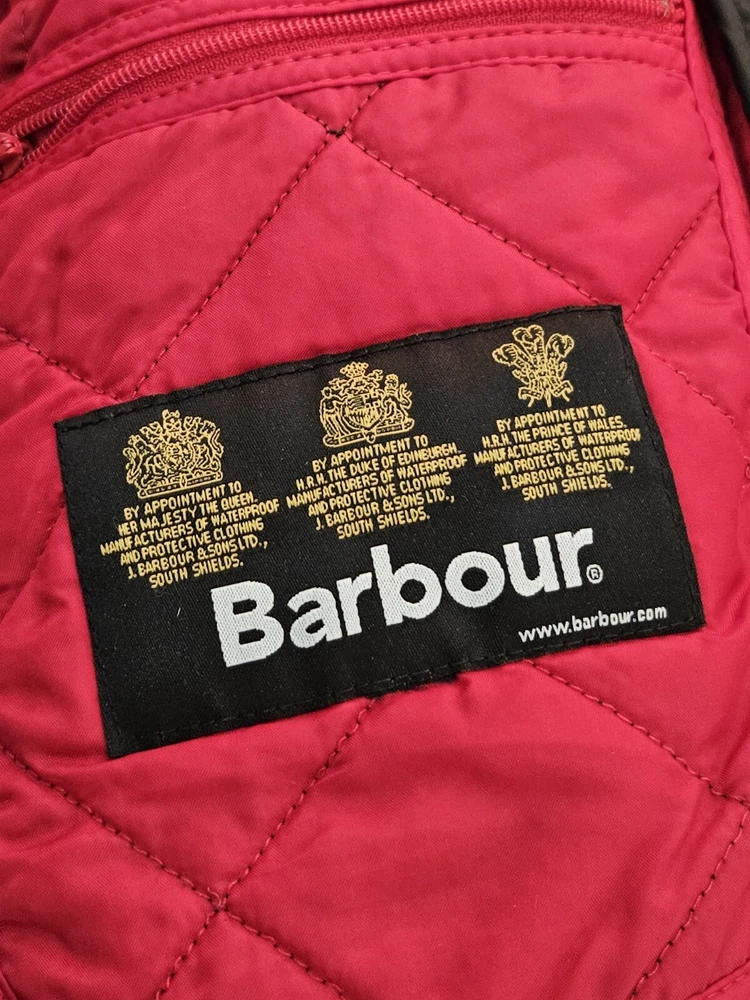 BY APPOINTMENT TO
HER MAJESTY THE QUEEN.
MANUFACTURERS OF WATERPROOF
AND PROTECTIVE CLOTHING
J. BARBOUR & SONS LTD.,
SOUTH SHIELDS.
BY APPOINTMENT TO
H.R.H. THE DUKE OF EDINBURGH.
MANUFACTURERS OF WATERPROOF
AND PROTECTIVE CLOTHING
J. BARBOUR & SONS LTD.,
SOUTH SHIELDS.
BY APPOINTMENT TO
H.R.H. THE PRINCE OF WALES.
MANUFACTURERS OF WATERPROOF
AND PROTECTIVE CLOTHING
J. BARBOUR & SONS LTD.,
SOUTH SHIELDS.
Barbour®
www.barbour.com